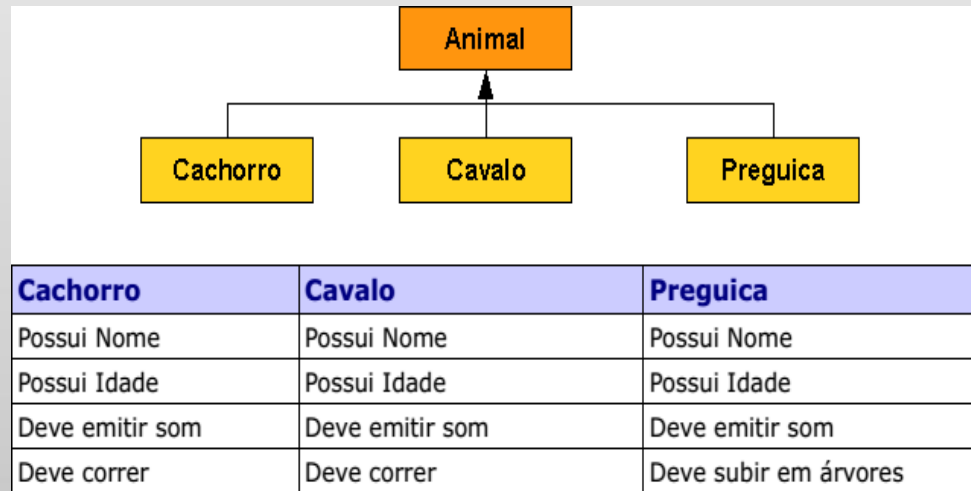 Animal
Cachorro Cavalo Preguica
Cachorro Cavalo Preguica
Possui Nome Possui Nome Possui Nome
Possui Idade Possui Idade Possui Idade
Deve emitir som Deve emitir som Deve emitir som
Deve correr Deve correr Deve subir em árvores